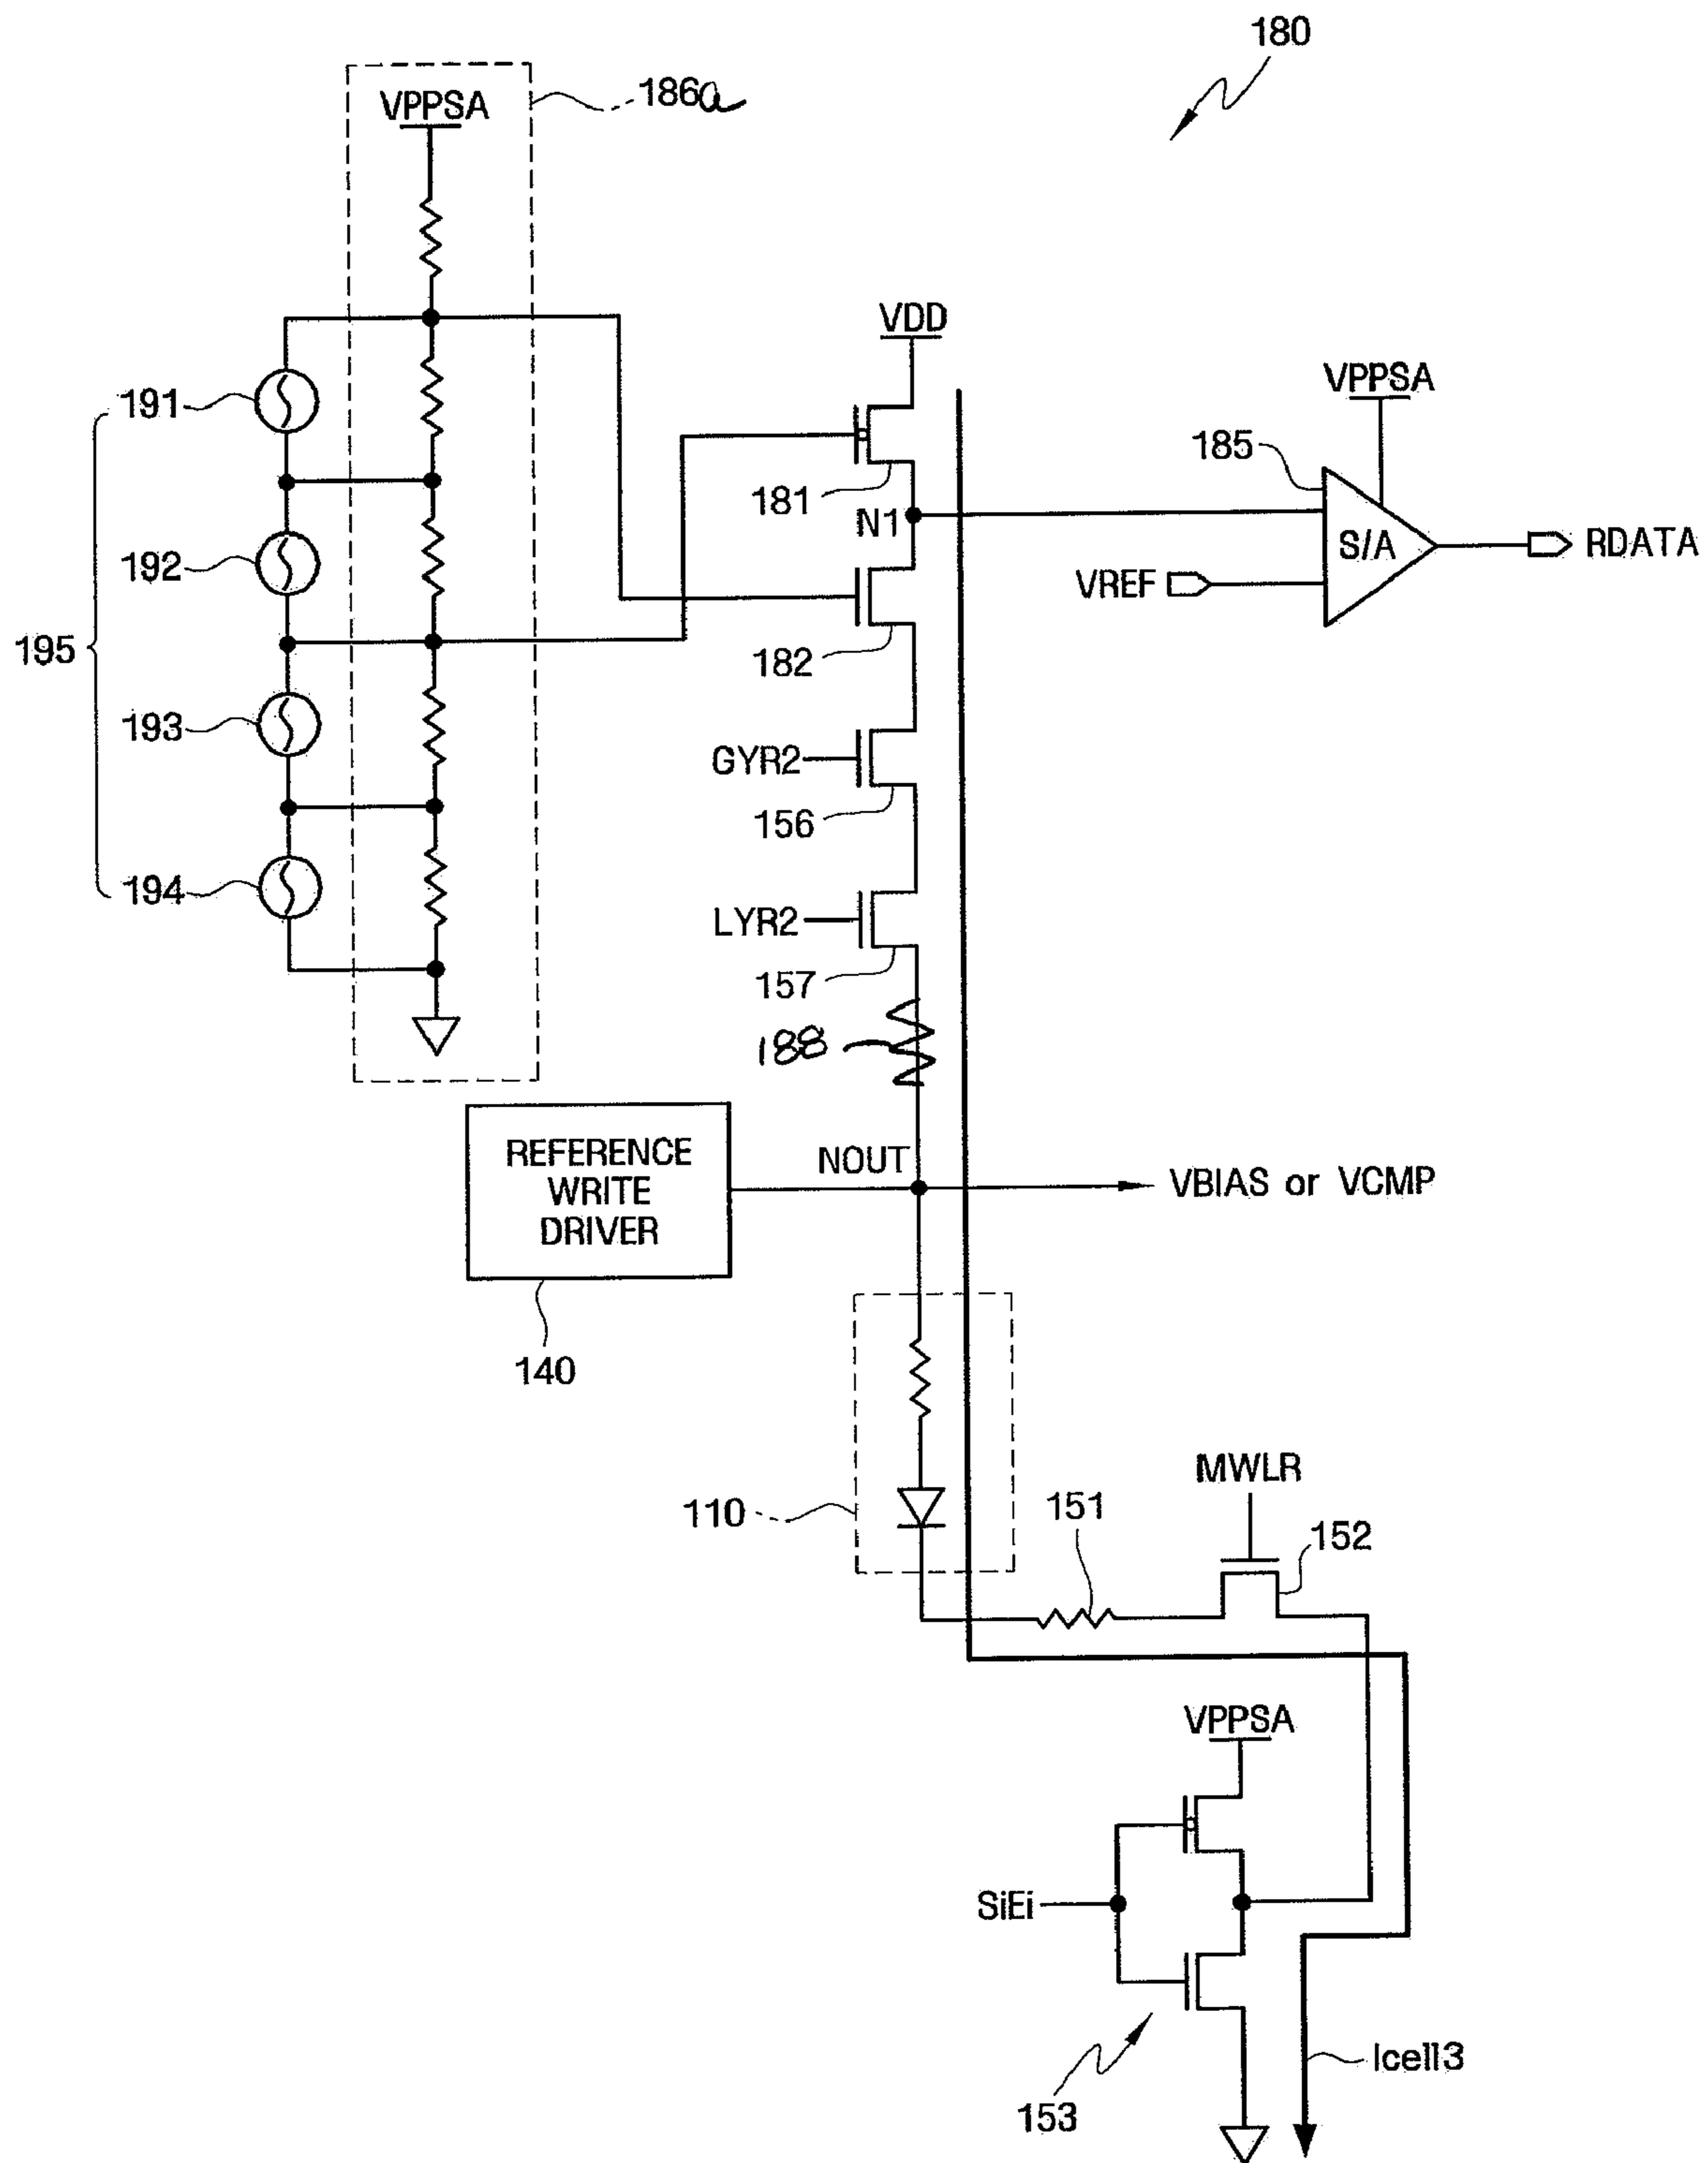 180
VPPSA
186a
VDD
VPPSA
191
185
181
N1
S/A
RDATA
192
VREF
195
182
193
GYR2
156
194
LYR2
157
188
REFERENCE
WRITE
DRIVER
NOUT
VBIAS or VCMP
140
MWLR
110
151
152
VPPSA
SiEi
Icell3
153